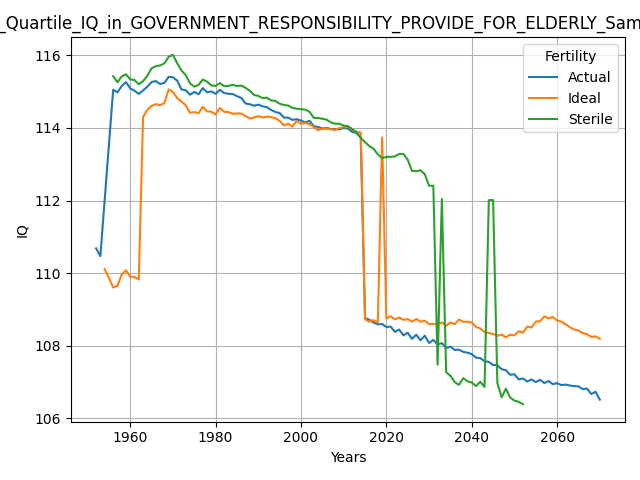 _Quartile_IQ_in_GOVERNMENT_RESPONSIBILITY_PROVIDE_FOR_ELDERLY_Sam
Fertility
Actual
Ideal
Sterile
116
114
112
110
108
106
IQ
1960 1980 2000 2020 2040 2060
Years